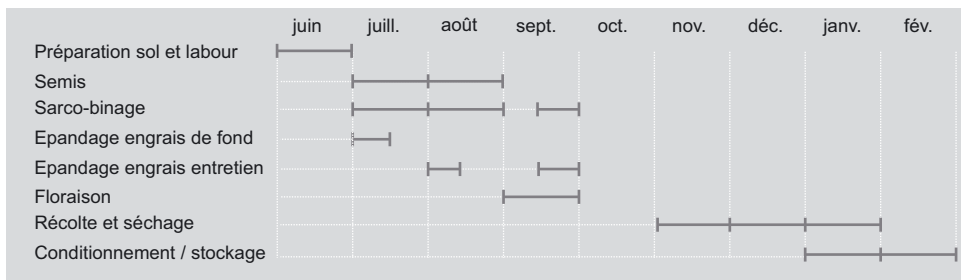 juin juill. août sept. oct. nov. déc. janv. fév.
Préparation sol et labour
Semis
Sarco-binage
Epandage engrais de fond
Epandage engrais entretien
Floraison
Récolte et séchage
Conditionnement / stockage